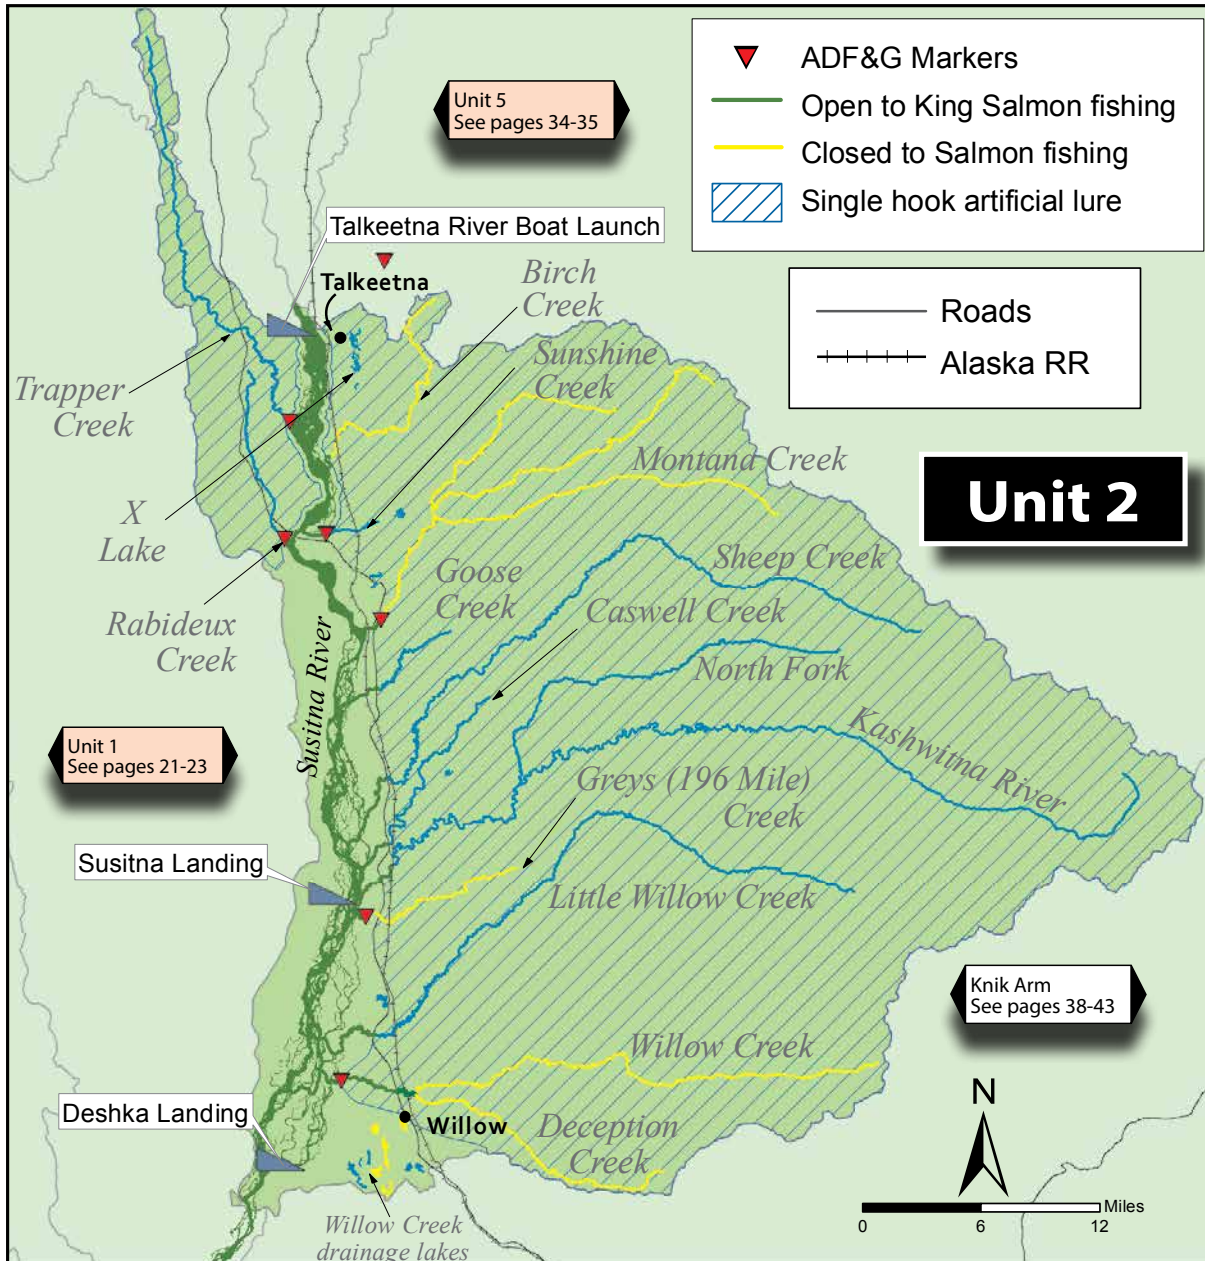 ADF&G Markers
Open to King Salmon fishing
Closed to Salmon fishing
Single hook artificial lure
Roads
Alaska RR
Unit 5
See pages 34-35
Talkeetna River Boat Launch
Talkeetna
Birch
Creek
Sunshine
Creek
Trapper
Creek
Montana Creek
Unit 2
X
Lake
Goose
Creek
Sheep Creek
Caswell Creek
Rabideux
Creek
North Fork
Susitna River
Kashwitna River
Unit 1
See pages 21-23
Greys (196 Mile)
Creek
Susitna Landing
Little Willow Creek
Knik Arm
See pages 38-43
Willow Creek
Deshka Landing
Willow
Deception
Creek
N
Miles
0 6 12
Willow Creek
drainage lakes